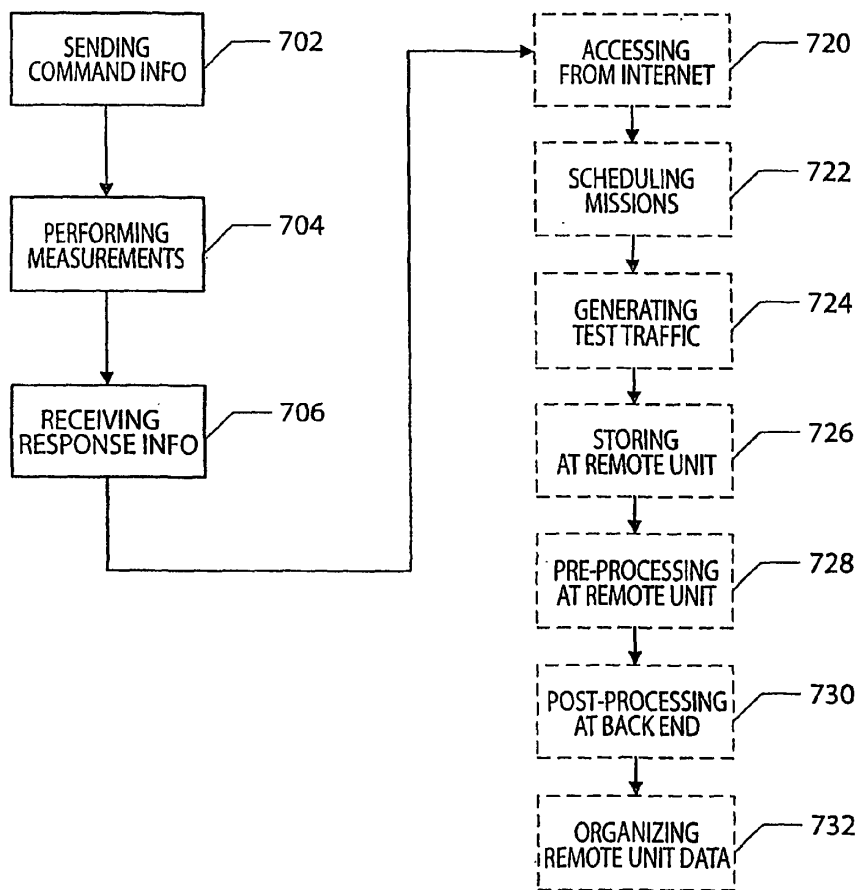 SENDING
COMMAND INFO
702
PERFORMING
MEASUREMENTS
704
RECEIVING
RESPONSE INFO
706
ACCESSING
FROM INTERNET
720
SCHEDULING
MISSIONS
722
GENERATING
TEST TRAFFIC
724
STORING
AT REMOTE UNIT
726
PRE-PROCESSING
AT REMOTE UNIT
728
POST-PROCESSING
AT BACK END
730
ORGANIZING
REMOTE UNIT DATA
732